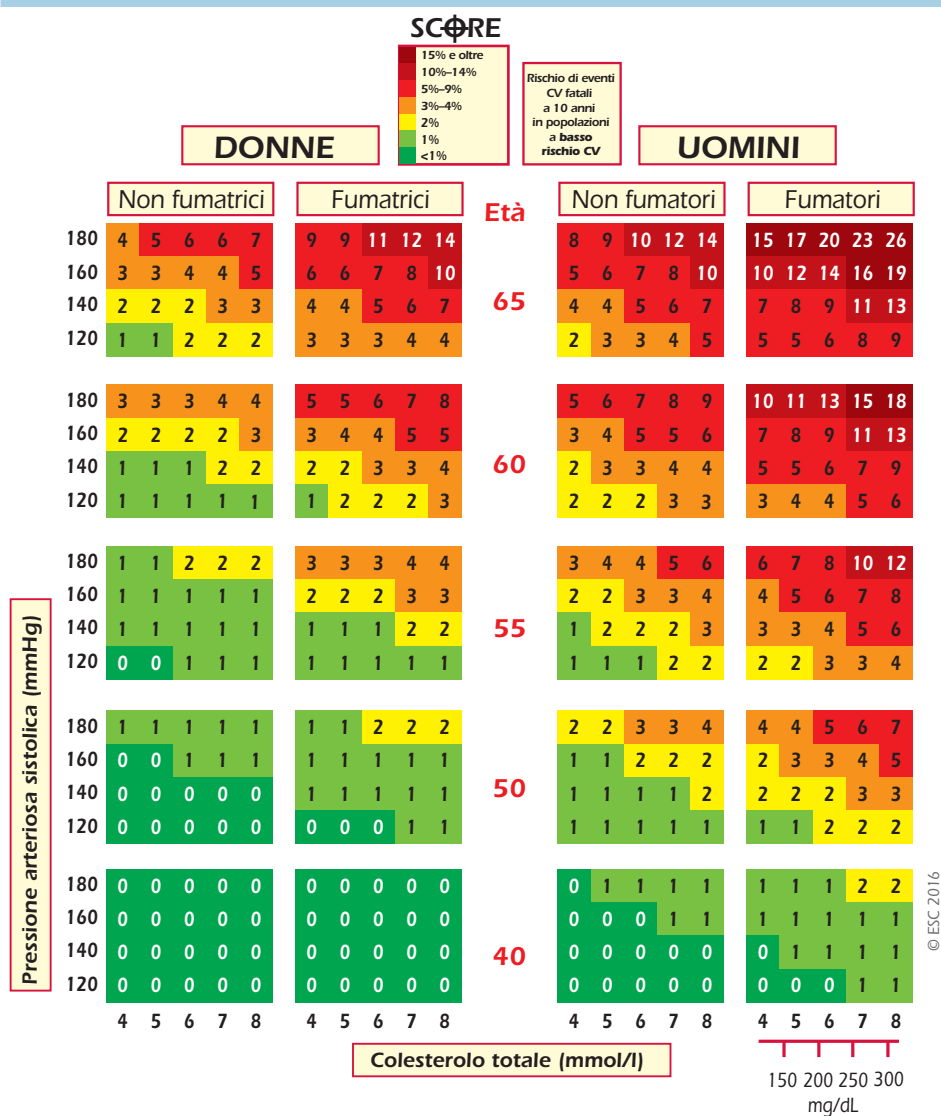 SCORE
15% e oltre
10%–14%
5%–9%
3%–4%
2%
1%
<1%
Rischio di eventi
CV fatali
a 10 anni
in popolazioni
a basso
rischio CV
DONNE
UOMINI
Non fumatrici
Fumatrici
Età
Non fumatori
Fumatori
180 4 5 6 6 7 9 9 11 12 14 8 9 10 12 14 15 17 20 23 26
160 3 3 4 4 5 6 6 7 8 10 5 6 7 8 10 10 12 14 16 19
65
140 2 2 2 3 3 4 4 5 6 7 4 4 5 6 7 7 8 9 11 13
120 1 1 2 2 2 3 3 3 4 4 2 3 3 4 5 5 5 6 8 9
180 3 3 3 4 4 5 5 6 7 8 5 6 7 8 9 10 11 13 15 18
160 2 2 2 2 3 3 4 4 5 5 3 4 5 5 6 7 8 9 11 13
60
140 1 1 1 2 2 2 2 3 3 4 2 3 3 4 4 5 5 6 7 9
120 1 1 1 1 1 1 2 2 2 3 2 2 2 3 3 3 4 4 5 6
180 1 1 2 2 2 3 3 3 4 4 3 4 4 5 6 6 7 8 10 12
160 1 1 1 1 1 2 2 2 3 3 2 2 3 3 4 4 5 6 7 8
55
140 1 1 1 1 1 1 1 1 2 2 1 2 2 2 3 3 3 4 5 6
120 0 0 1 1 1 1 1 1 1 1 1 1 1 2 2 2 2 3 3 4
180 1 1 1 1 1 1 1 2 2 2 2 2 3 3 4 4 4 5 6 7
160 0 0 1 1 1 1 1 1 1 1 1 1 2 2 2 2 3 3 4 5
50
140 0 0 0 0 0 1 1 1 1 1 1 1 1 1 2 2 2 2 3 3
120 0 0 0 0 0 0 0 0 1 1 1 1 1 1 1 1 1 2 2 2
180 0 0 0 0 0 0 0 0 0 0 0 1 1 1 1 1 1 1 2 2
160 0 0 0 0 0 0 0 0 0 0 0 0 0 1 1 1 1 1 1 1
40
140 0 0 0 0 0 0 0 0 0 0 0 0 0 0 0 0 1 1 1 1
120 0 0 0 0 0 0 0 0 0 0 0 0 0 0 0 0 0 0 1 1
4 5 6 7 8 4 5 6 7 8 4 5 6 7 8 4 5 6 7 8
Pressione arteriosa sistolica (mmHg)
Colesterolo totale (mmol/l)
150 200 250 300
mg/dL
© ESC 2016